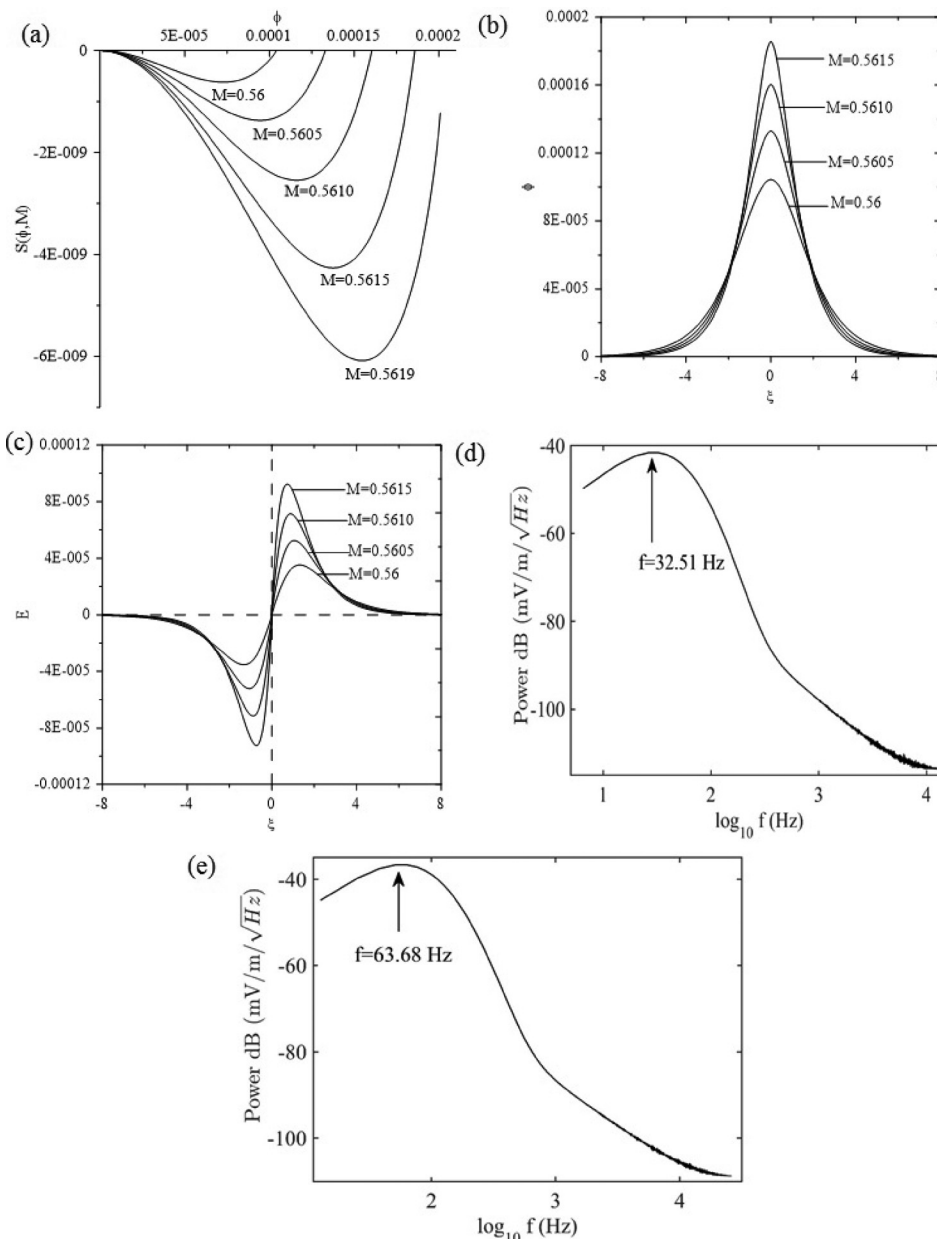 (a)
ϕ
5E-005 0.0001 0.00015 0.0002
0
-2E-009
-4E-009
-6E-009
S(ϕ,M)
M=0.56
M=0.5605
M=0.5610
M=0.5615
M=0.5619
(b)
0.0002
0.00016
0.00012
8E-005
4E-005
0
Φ
M=0.5615
M=0.5610
M=0.5605
M=0.56
-8 -4 0 4 8
ξ
(c)
0.00012
8E-005
4E-005
0
-4E-005
-8E-005
-0.00012
E
M=0.5615
M=0.5610
M=0.5605
M=0.56
-8 -4 0 4 8
ξ
(d)
-40
-60
-80
-100
Power dB (mV/m/√Hz)
f=32.51 Hz
1 2 3 4
log₁₀ f (Hz)
(e)
-40
-60
-80
-100
Power dB (mV/m/√Hz)
f=63.68 Hz
2 3 4
log₁₀ f (Hz)